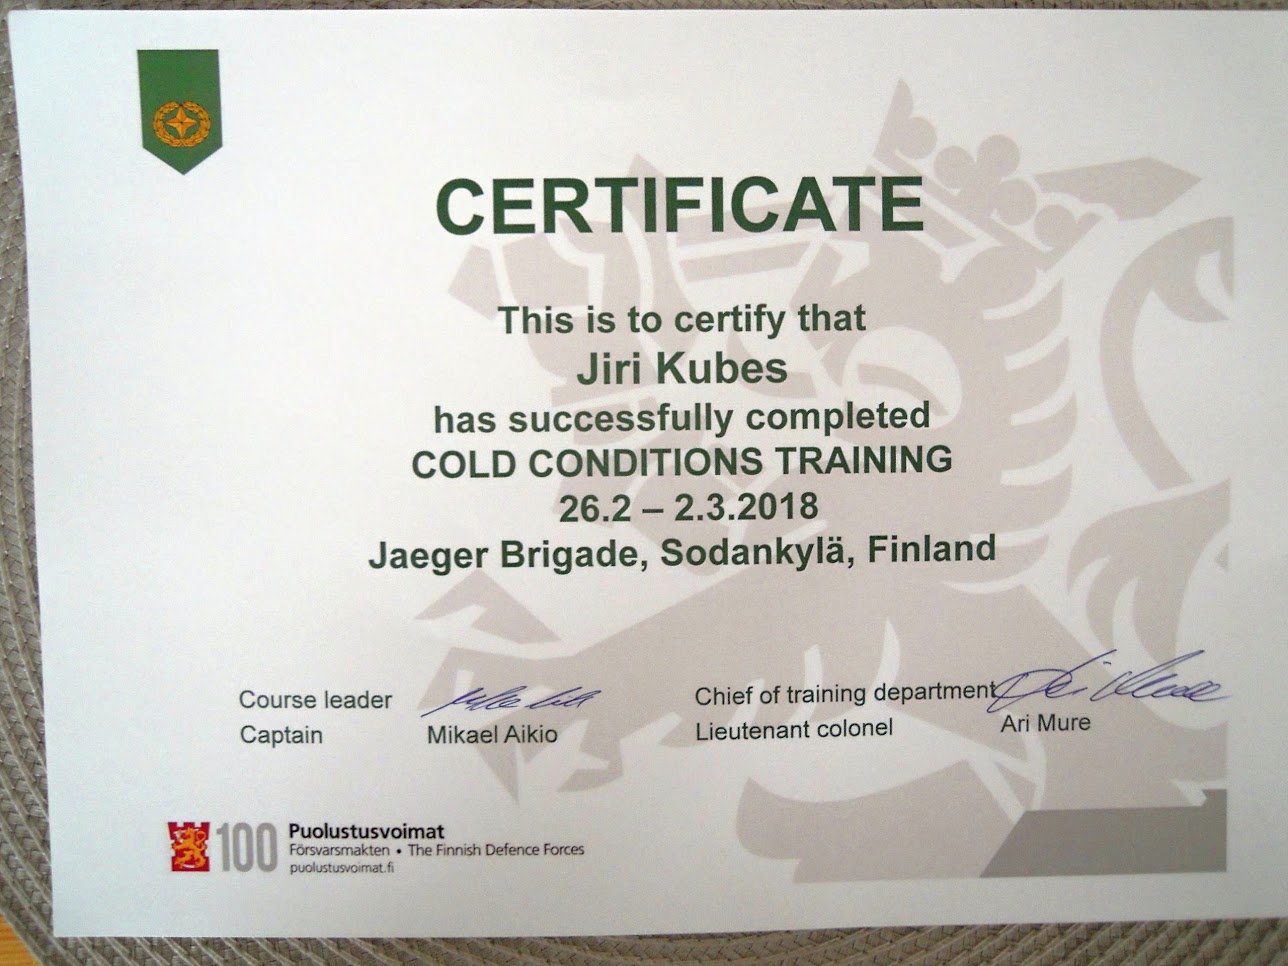 CERTIFICATE
This is to certify that
Jiri Kubes
has successfully completed
COLD CONDITIONS TRAINING
26.2 – 2.3.2018
Jaeger Brigade, Sodankylä, Finland
Course leader
Captain Mikael Aikio
Chief of training department
Lieutenant colonel Ari Mure
100 Puolustusvoimat
Försvarsmakten • The Finnish Defence Forces
puolustusvoimat.fi